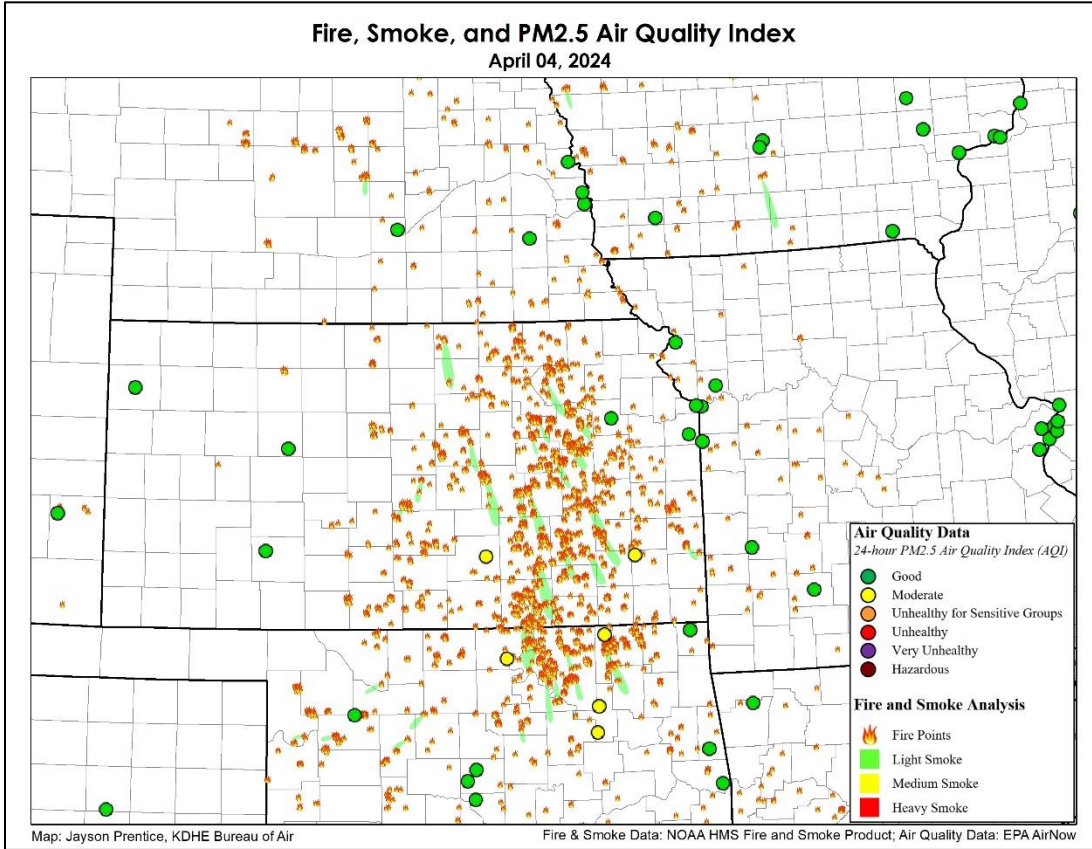 Fire, Smoke, and PM2.5 Air Quality Index
April 04, 2024
Air Quality Data
24-hour PM2.5 Air Quality Index (AQI)
Good
Moderate
Unhealthy for Sensitive Groups
Unhealthy
Very Unhealthy
Hazardous
Fire and Smoke Analysis
Fire Points
Light Smoke
Medium Smoke
Heavy Smoke
Map: Jayson Prentice, KDHE Bureau of Air
Fire & Smoke Data: NOAA HMS Fire and Smoke Product; Air Quality Data: EPA AirNow